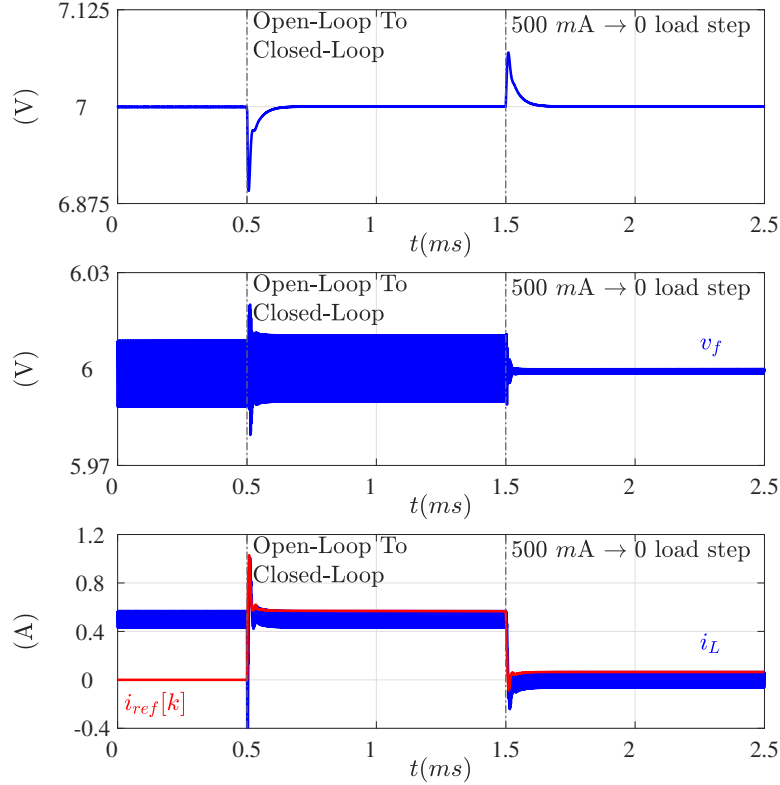 7.125
Open-Loop To
Closed-Loop
500 mA → 0 load step
(V)
7
6.875
0
0.5
1
1.5
2
2.5
t(ms)
6.03
Open-Loop To
Closed-Loop
500 mA → 0 load step
v_f
(V)
6
5.97
0
0.5
1
1.5
2
2.5
t(ms)
1.2
Open-Loop To
Closed-Loop
500 mA → 0 load step
0.8
(A)
0.4
i_L
0
i_{ref}[k]
-0.4
0
0.5
1
1.5
2
2.5
t(ms)